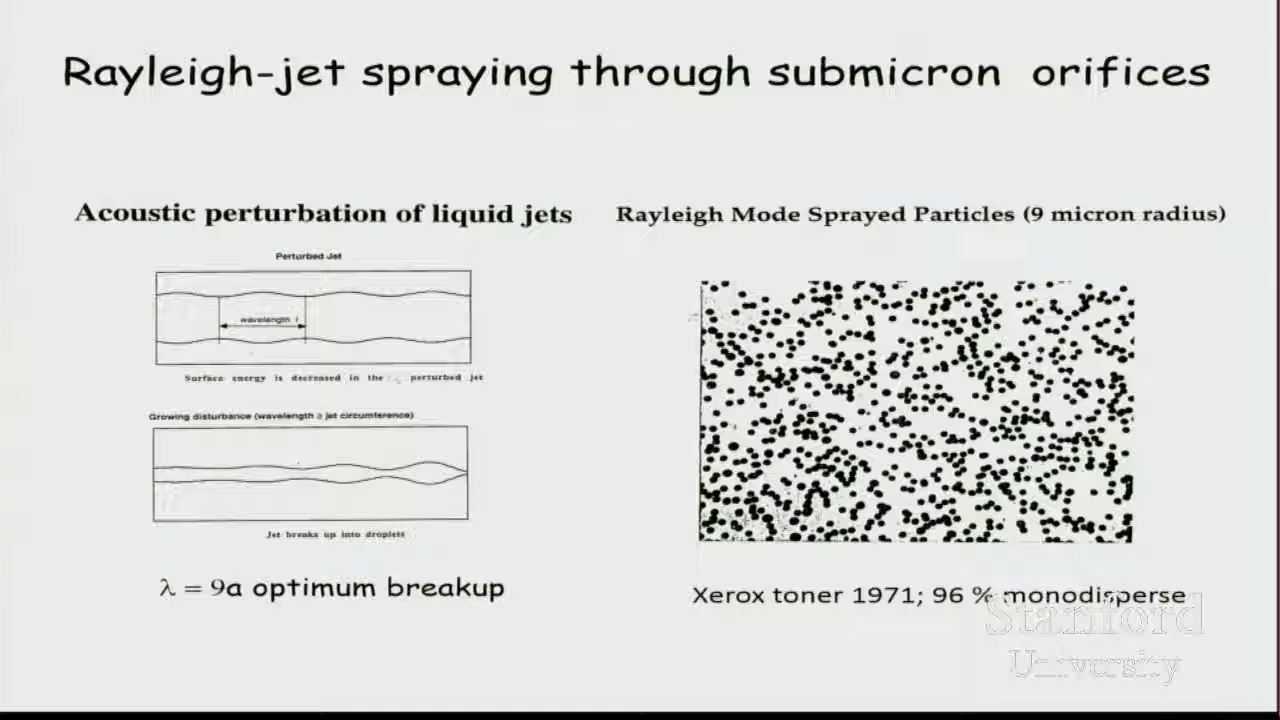 Rayleigh-jet spraying through submicron orifices
Acoustic perturbation of liquid jets
Perturbed Jet
wavelength l
Surface energy is decreased in the perturbed jet
Growing disturbance (wavelength ≥ jet circumference)
Jet breaks up into droplets
λ = 9a optimum breakup
Rayleigh Mode Sprayed Particles (9 micron radius)
Xerox toner 1971; 96 % monodisperse
Stanford
University